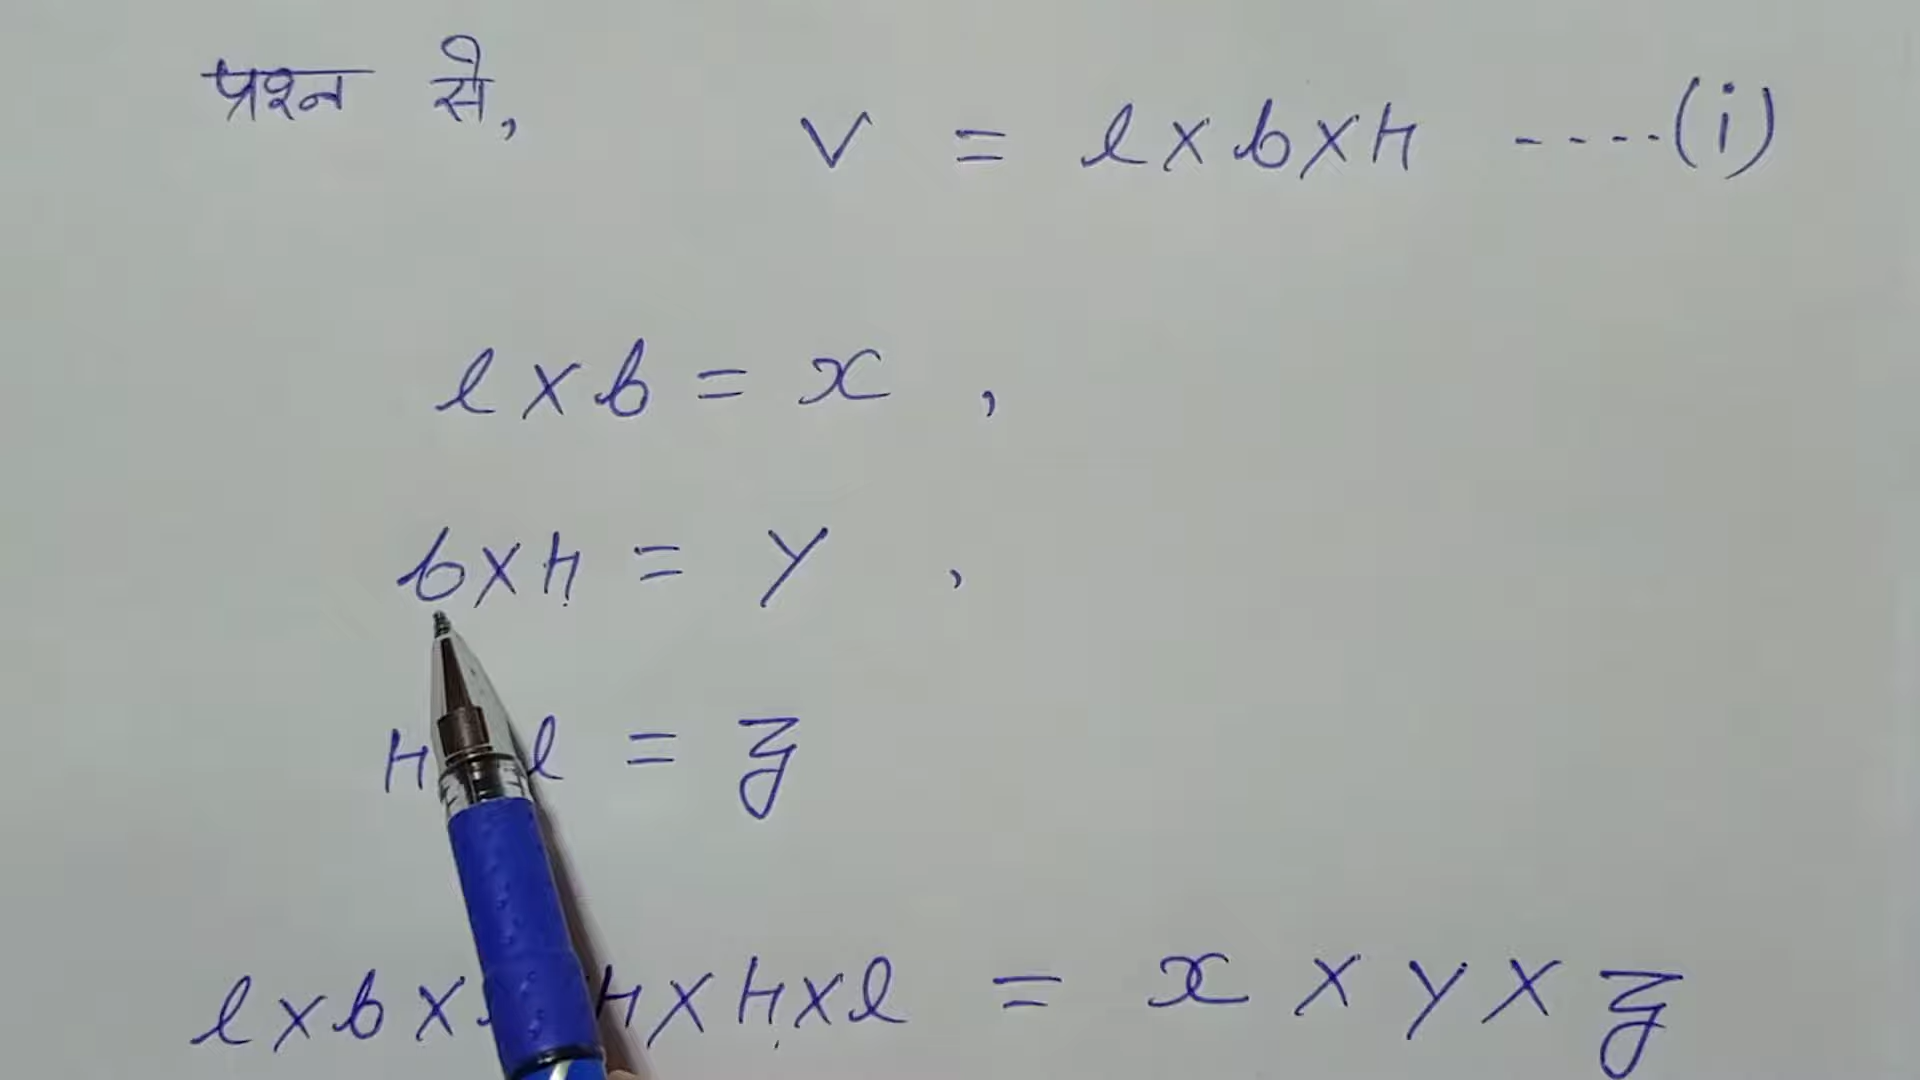 प्रश्न से, V = l x b x H ----(i)
l x b = x ,
b x H = y ,
H l = z
l x b x H x H x l = x x y x z